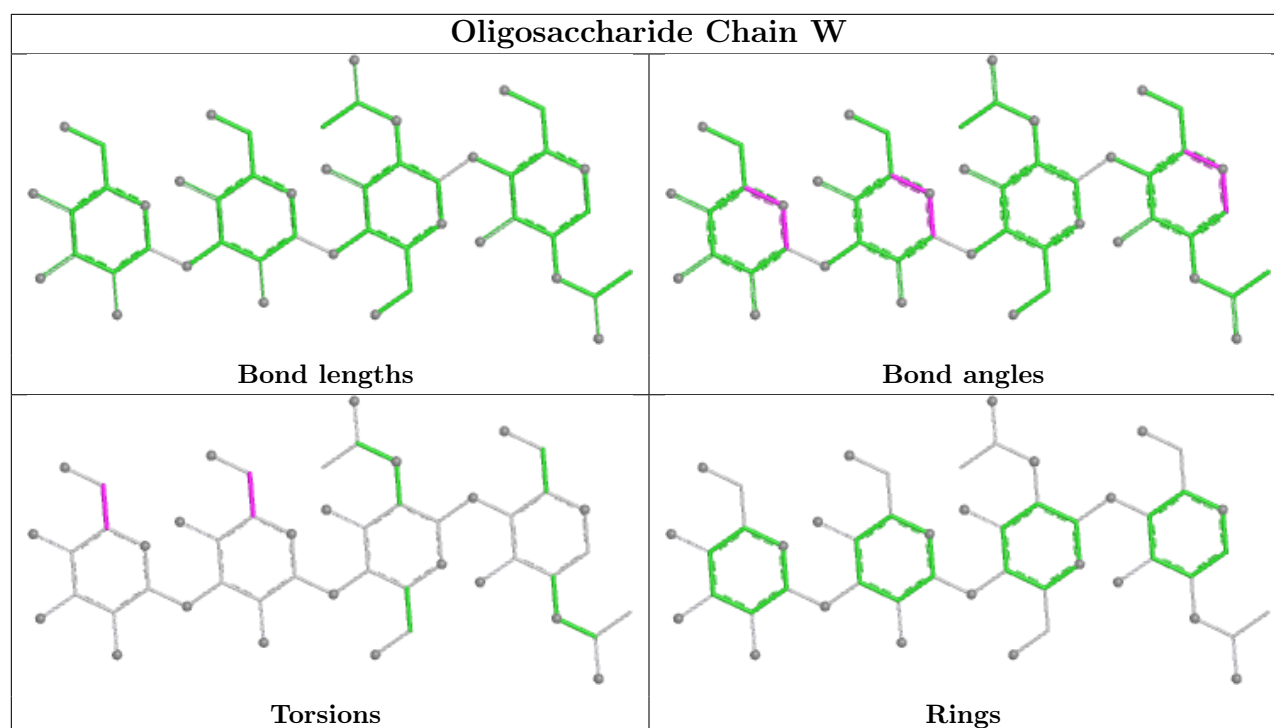 Oligosaccharide Chain W
Bond lengths
Bond angles
Torsions
Rings